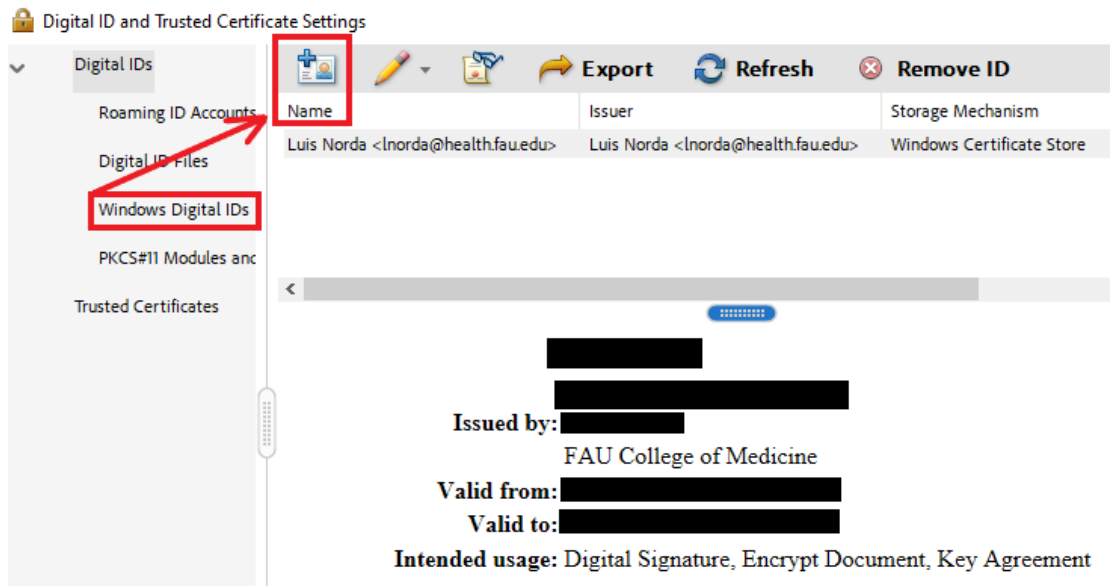 Digital ID and Trusted Certificate Settings
Digital IDs
Roaming ID Accounts
Digital ID Files
Windows Digital IDs
PKCS#11 Modules and
Trusted Certificates
Export Refresh Remove ID
Name Issuer Storage Mechanism
Luis Norda <lnorda@health.fau.edu> Luis Norda <lnorda@health.fau.edu> Windows Certificate Store
Issued by:
FAU College of Medicine
Valid from:
Valid to:
Intended usage: Digital Signature, Encrypt Document, Key Agreement